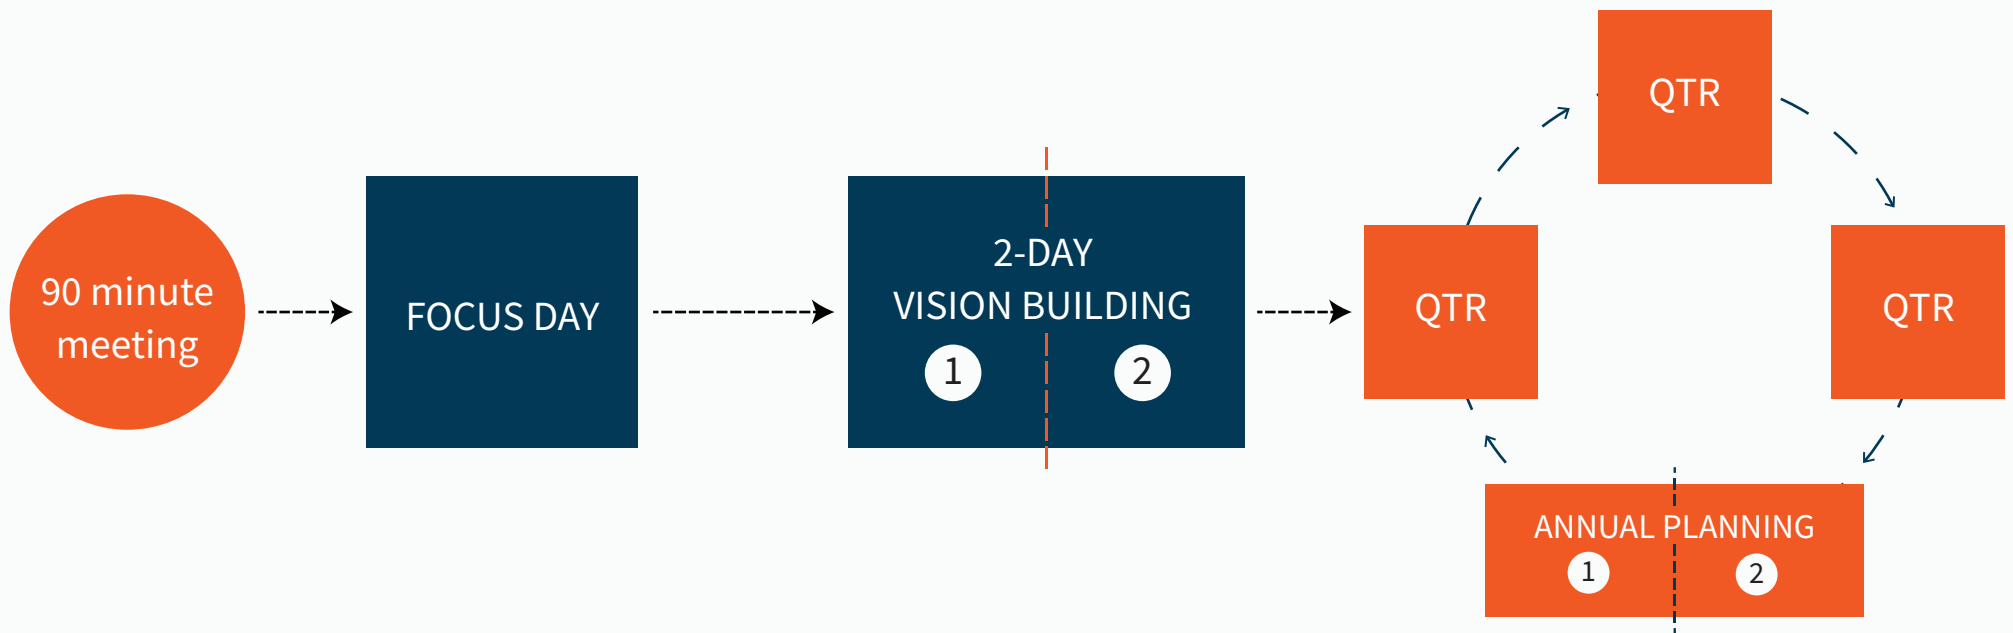 90 minute
meeting
FOCUS DAY
2-DAY
VISION BUILDING
1
2
QTR
QTR
QTR
ANNUAL PLANNING
1
2